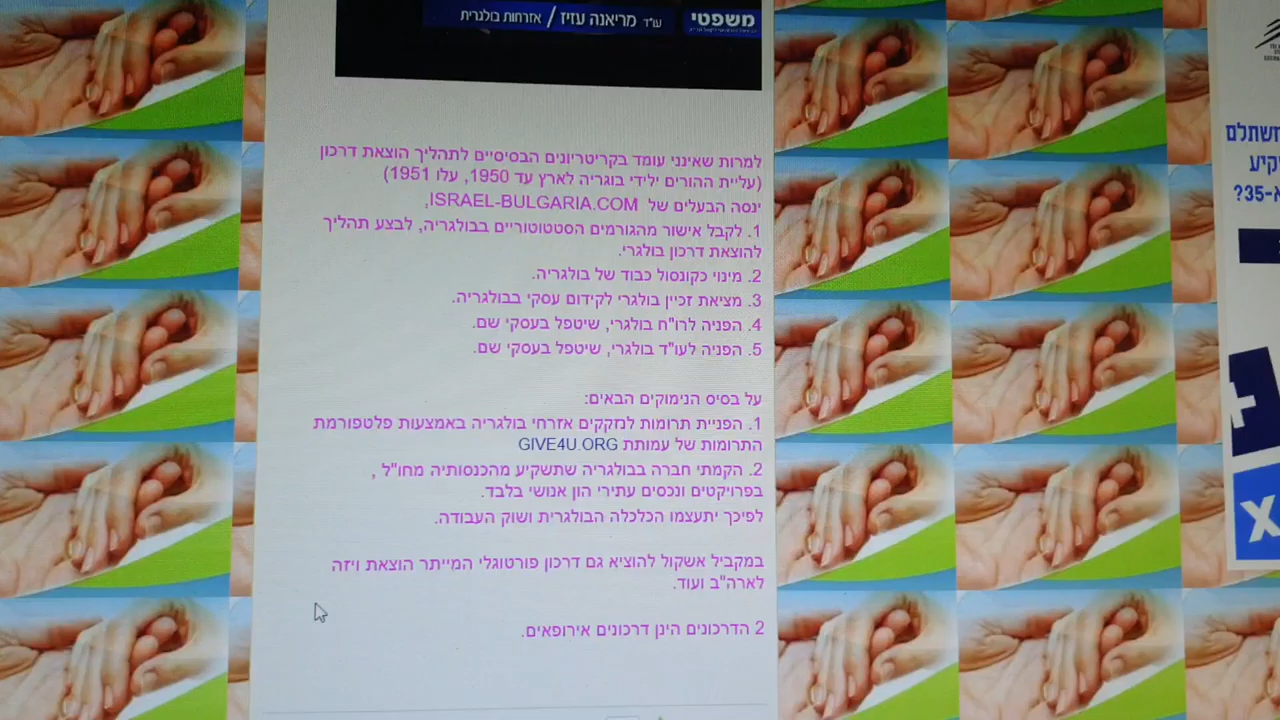 משפטי
עו"ד מריאנה עזיז / אזרחות בולגרית
למרות שאינני עומד בקריטריונים הבסיסיים לתהליך הוצאת דרכון
(עליית ההורים ילידי בוגריה לארץ עד 1950, עלו 1951)
ינסה הבעלים של ISRAEL-BULGARIA.COM,
1. לקבל אישור מהגורמים הסטטוטוריים בבולגריה, לבצע תהליך
להוצאת דרכון בולגרי.
2. מינוי כקונסול כבוד של בולגריה.
3. מציאת זכיין בולגרי לקידום עסקי בבולגריה.
4. הפניה לרו"ח בולגרי, שיטפל בעסקי שם.
5. הפניה לעו"ד בולגרי, שיטפל בעסקי שם.
על בסיס הנימוקים הבאים:
1. הפניית תרומות לנזקקים אזרחי בולגריה באמצעות פלטפורמת
התרומות של עמותת GIVE4U.ORG
2. הקמתי חברה בבולגריה שתשקיע מהכנסותיה מחו"ל ,
בפרויקטים ונכסים עתירי הון אנושי בלבד.
לפיכך יתעצמו הכלכלה הבולגרית ושוק העבודה.
במקביל אשקול להוציא גם דרכון פורטוגלי המייתר הוצאת ויזה
לארה"ב ועוד.
2 הדרכונים הינן דרכונים אירופאים.
משתלם
קיע
א-35?
X